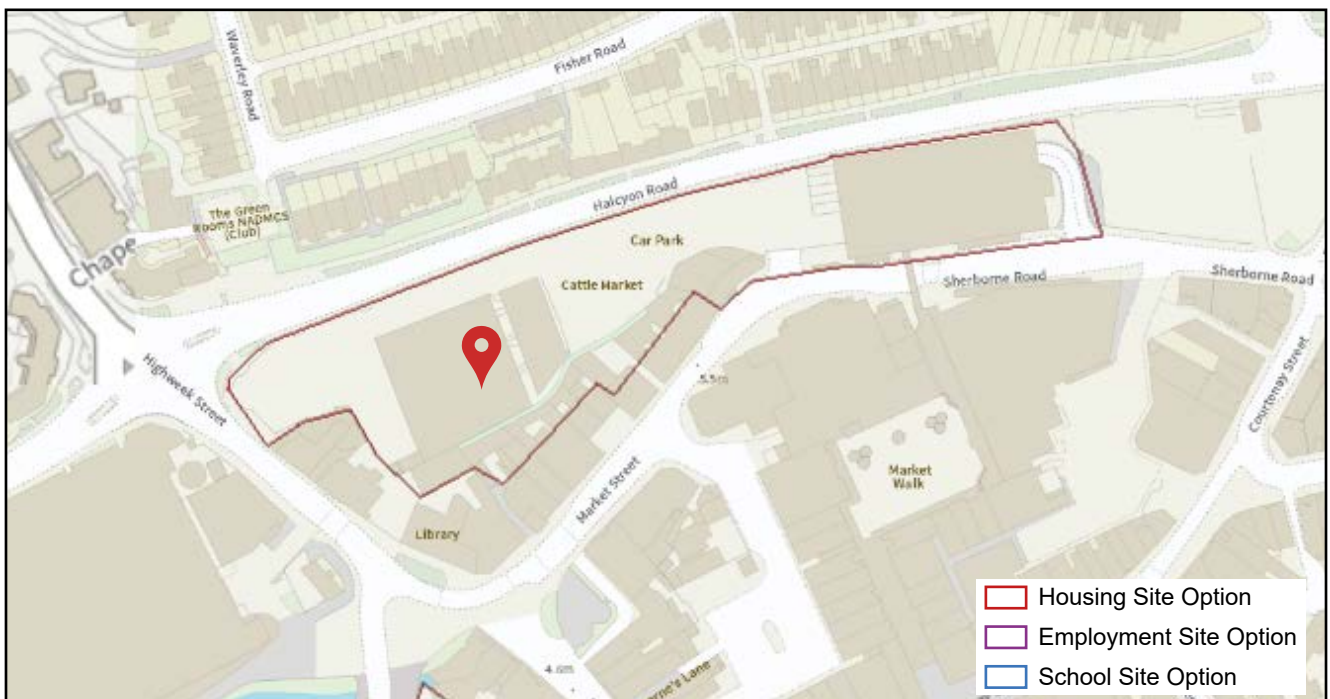 Waverley Road
Fisher Road
The Green
Rooms NADMCS
(Club)
Chape
Halcyon Road
Car Park
Cattle Market
Sherborne Road
Sherborne Road
Highweek Street
5.5m
Courtenay Street
Market
Walk
Market Street
Library
4.6m
orne's Lane
Housing Site Option
Employment Site Option
School Site Option